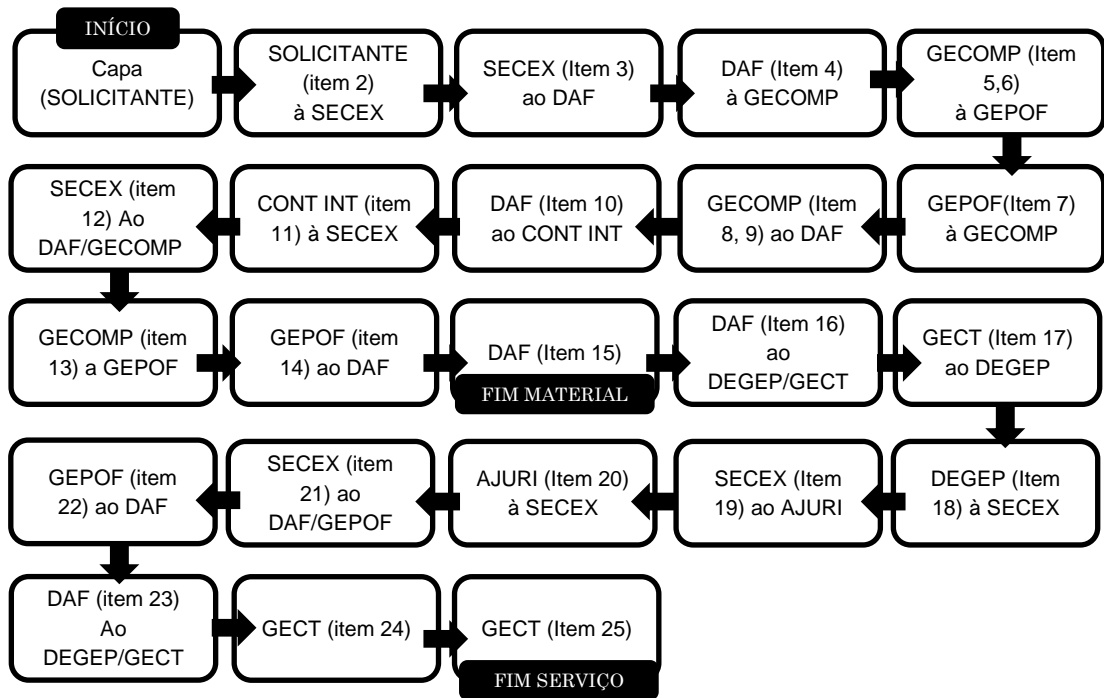 INÍCIO
Capa
(SOLICITANTE)
SOLICITANTE
(item 2)
à SECEX
SECEX (Item 3)
ao DAF
DAF (Item 4)
à GECOMP
GECOMP (Item
5,6)
à GEPOF
GEPOF(Item 7)
à GECOMP
GECOMP (Item
8, 9) ao DAF
DAF (Item 10)
ao CONT INT
CONT INT (item
11) à SECEX
SECEX (item
12) Ao
DAF/GECOMP
GECOMP (item
13) a GEPOF
GEPOF (item
14) ao DAF
DAF (Item 15)
FIM MATERIAL
DAF (Item 16)
ao
DEGEP/GECT
GECT (Item 17)
ao DEGEP
DEGEP (Item
18) à SECEX
SECEX (Item
19) ao AJURI
AJURI (Item 20)
à SECEX
SECEX (item
21) ao
DAF/GEPOF
GEPOF (item
22) ao DAF
DAF (item 23)
Ao
DEGEP/GECT
GECT (item 24)
GECT (Item 25)
FIM SERVIÇO